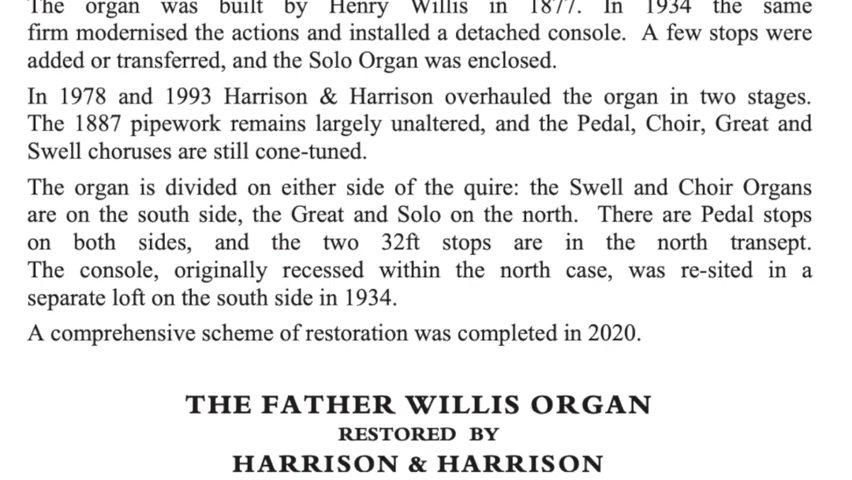 The organ was built by Henry Willis in 1877. In 1934 the same
firm modernised the actions and installed a detached console. A few stops were
added or transferred, and the Solo Organ was enclosed.
In 1978 and 1993 Harrison & Harrison overhauled the organ in two stages.
The 1887 pipework remains largely unaltered, and the Pedal, Choir, Great and
Swell choruses are still cone-tuned.
The organ is divided on either side of the quire: the Swell and Choir Organs
are on the south side, the Great and Solo on the north. There are Pedal stops
on both sides, and the two 32ft stops are in the north transept.
The console, originally recessed within the north case, was re-sited in a
separate loft on the south side in 1934.
A comprehensive scheme of restoration was completed in 2020.
THE FATHER WILLIS ORGAN
RESTORED BY
HARRISON & HARRISON